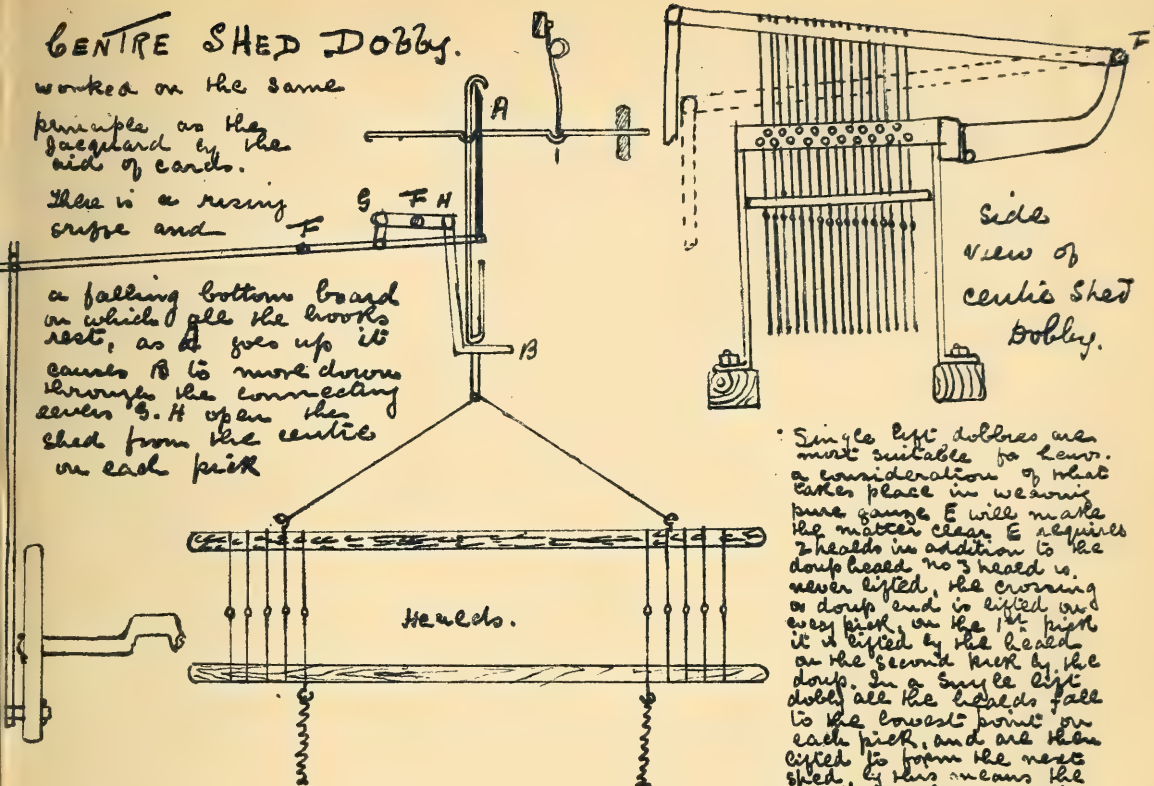 CENTRE SHED DOBBY.
worked on the same
principle as the
Jacquard by the
aid of cards.
There is a rising
griffe and
a falling bottom board
on which all the hooks
rest, as A goes up it
causes B to move down
through the connecting
levers G. H open the
shed from the centre
on each pick
A
G F H
F
B
Healds.
F
Side
view of
centre Shed
Dobby.
Single lift dobbies are
most suitable for lenos.
a consideration of what
takes place in weaving
pure gauze E will make
the matter clear E requires
2 healds in addition to the
doup heald no 3 heald is
never lifted, the crossing
or doup end is lifted on
every pick, on the 1st pick
it is lifted by the heald
on the second pick by the
doup. In a Single lift
dobby all the healds fall
to the lowest point on
each pick, and are then
lifted to form the next
shed, by this means the